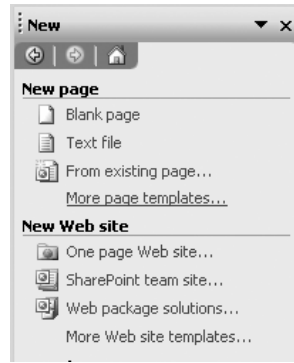 New
New page
Blank page
Text file
From existing page...
More page templates...
New Web site
One page Web site...
SharePoint team site...
Web package solutions...
More Web site templates...